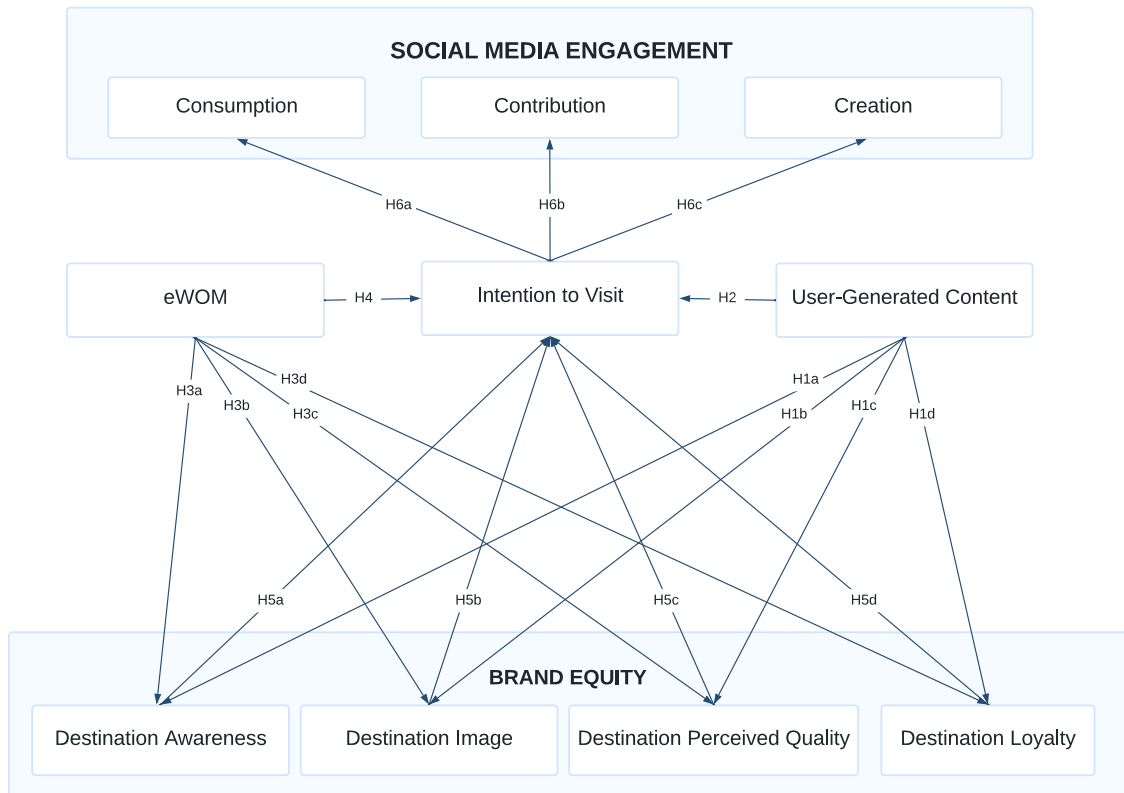 SOCIAL MEDIA ENGAGEMENT
Consumption
Contribution
Creation
H6a
H6b
H6c
eWOM
H4
Intention to Visit
H2
User-Generated Content
H3a
H3b
H3c
H3d
H1a
H1b
H1c
H1d
H5a
H5b
H5c
H5d
BRAND EQUITY
Destination Awareness
Destination Image
Destination Perceived Quality
Destination Loyalty